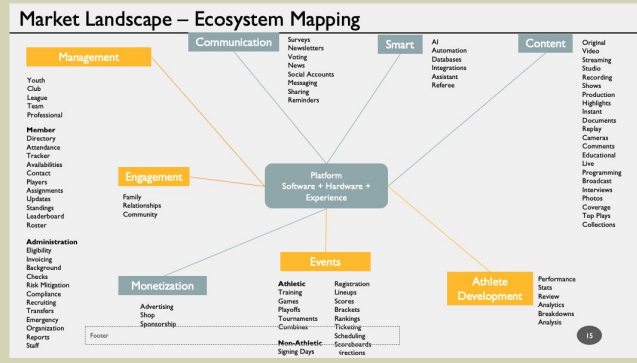 Market Landscape – Ecosystem Mapping
Management
Youth
Club
League
Team
Professional
Member
Directory
Attendance
Tracker
Availabilities
Contact
Players
Assignments
Updates
Standings
Leaderboard
Roster
Administration
Eligibility
Invoicing
Background
Checks
Risk Mitigation
Compliance
Recruiting
Transfers
Emergency
Organization
Reports
Staff
Communication
Surveys
Newsletters
Voting
News
Social Accounts
Messaging
Sharing
Reminders
Smart
AI
Automation
Databases
Integrations
Assistant
Referee
Content
Original
Video
Streaming
Studio
Recording
Shows
Production
Highlights
Instant
Documents
Replay
Cameras
Comments
Educational
Live
Programming
Broadcast
Interviews
Photos
Coverage
Top Plays
Collections
Engagement
Family
Relationships
Community
Platform
Software + Hardware +
Experience
Monetization
Advertising
Shop
Sponsorship
Events
Athletic
Training
Games
Playoffs
Tournaments
Combines
Non-Athletic
Signing Days
Registration
Lineups
Scores
Brackets
Rankings
Ticketing
Scheduling
Scoreboards
Athlete
Development
Performance
Stats
Review
Analytics
Breakdowns
Analysis
Footer
15